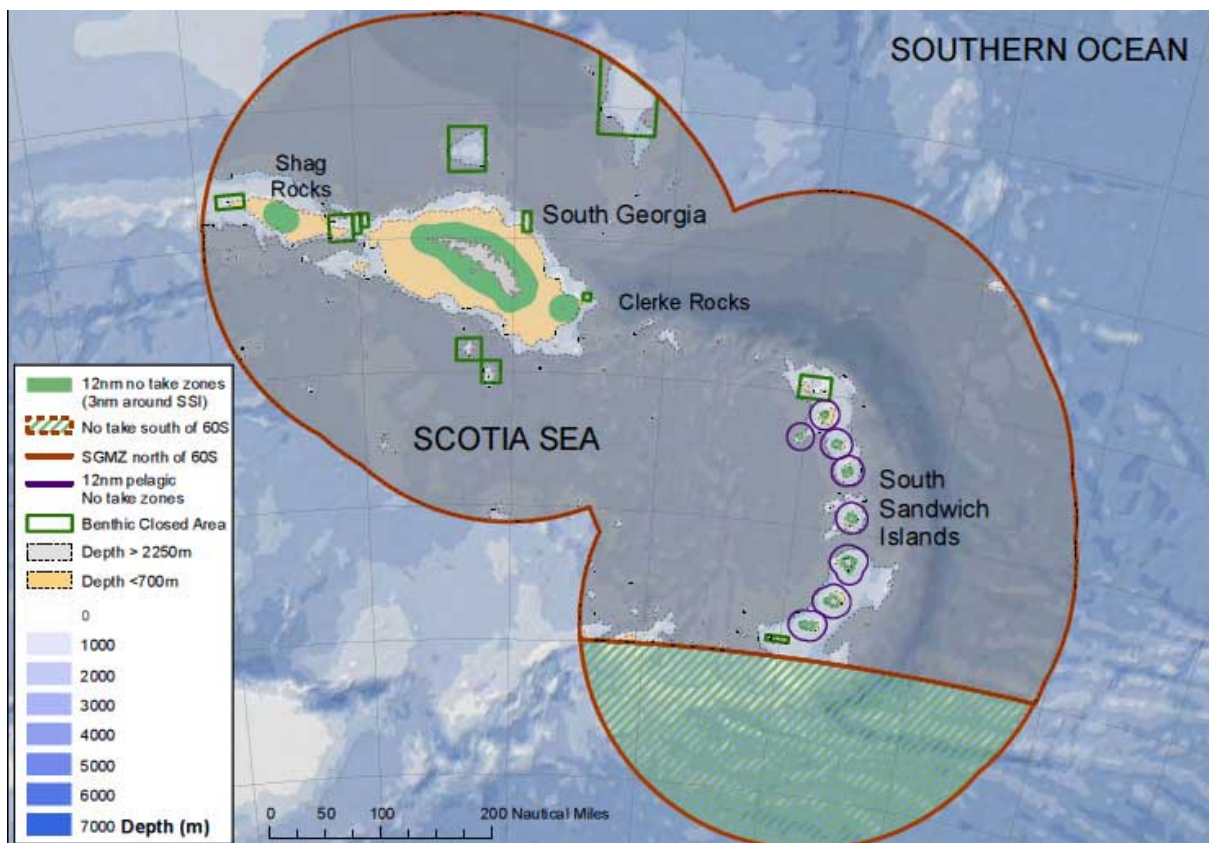 SOUTHERN OCEAN
Shag
Rocks
South Georgia
Clerke Rocks
SCOTIA SEA
South
Sandwich
Islands
12nm no take zones
(3nm around SSI)
No take south of 60S
SGMZ north of 60S
12nm pelagic
No take zones
Benthic Closed Area
Depth > 2250m
Depth <700m
0
1000
2000
3000
4000
5000
6000
7000 Depth (m)
0 50 100 200 Nautical Miles